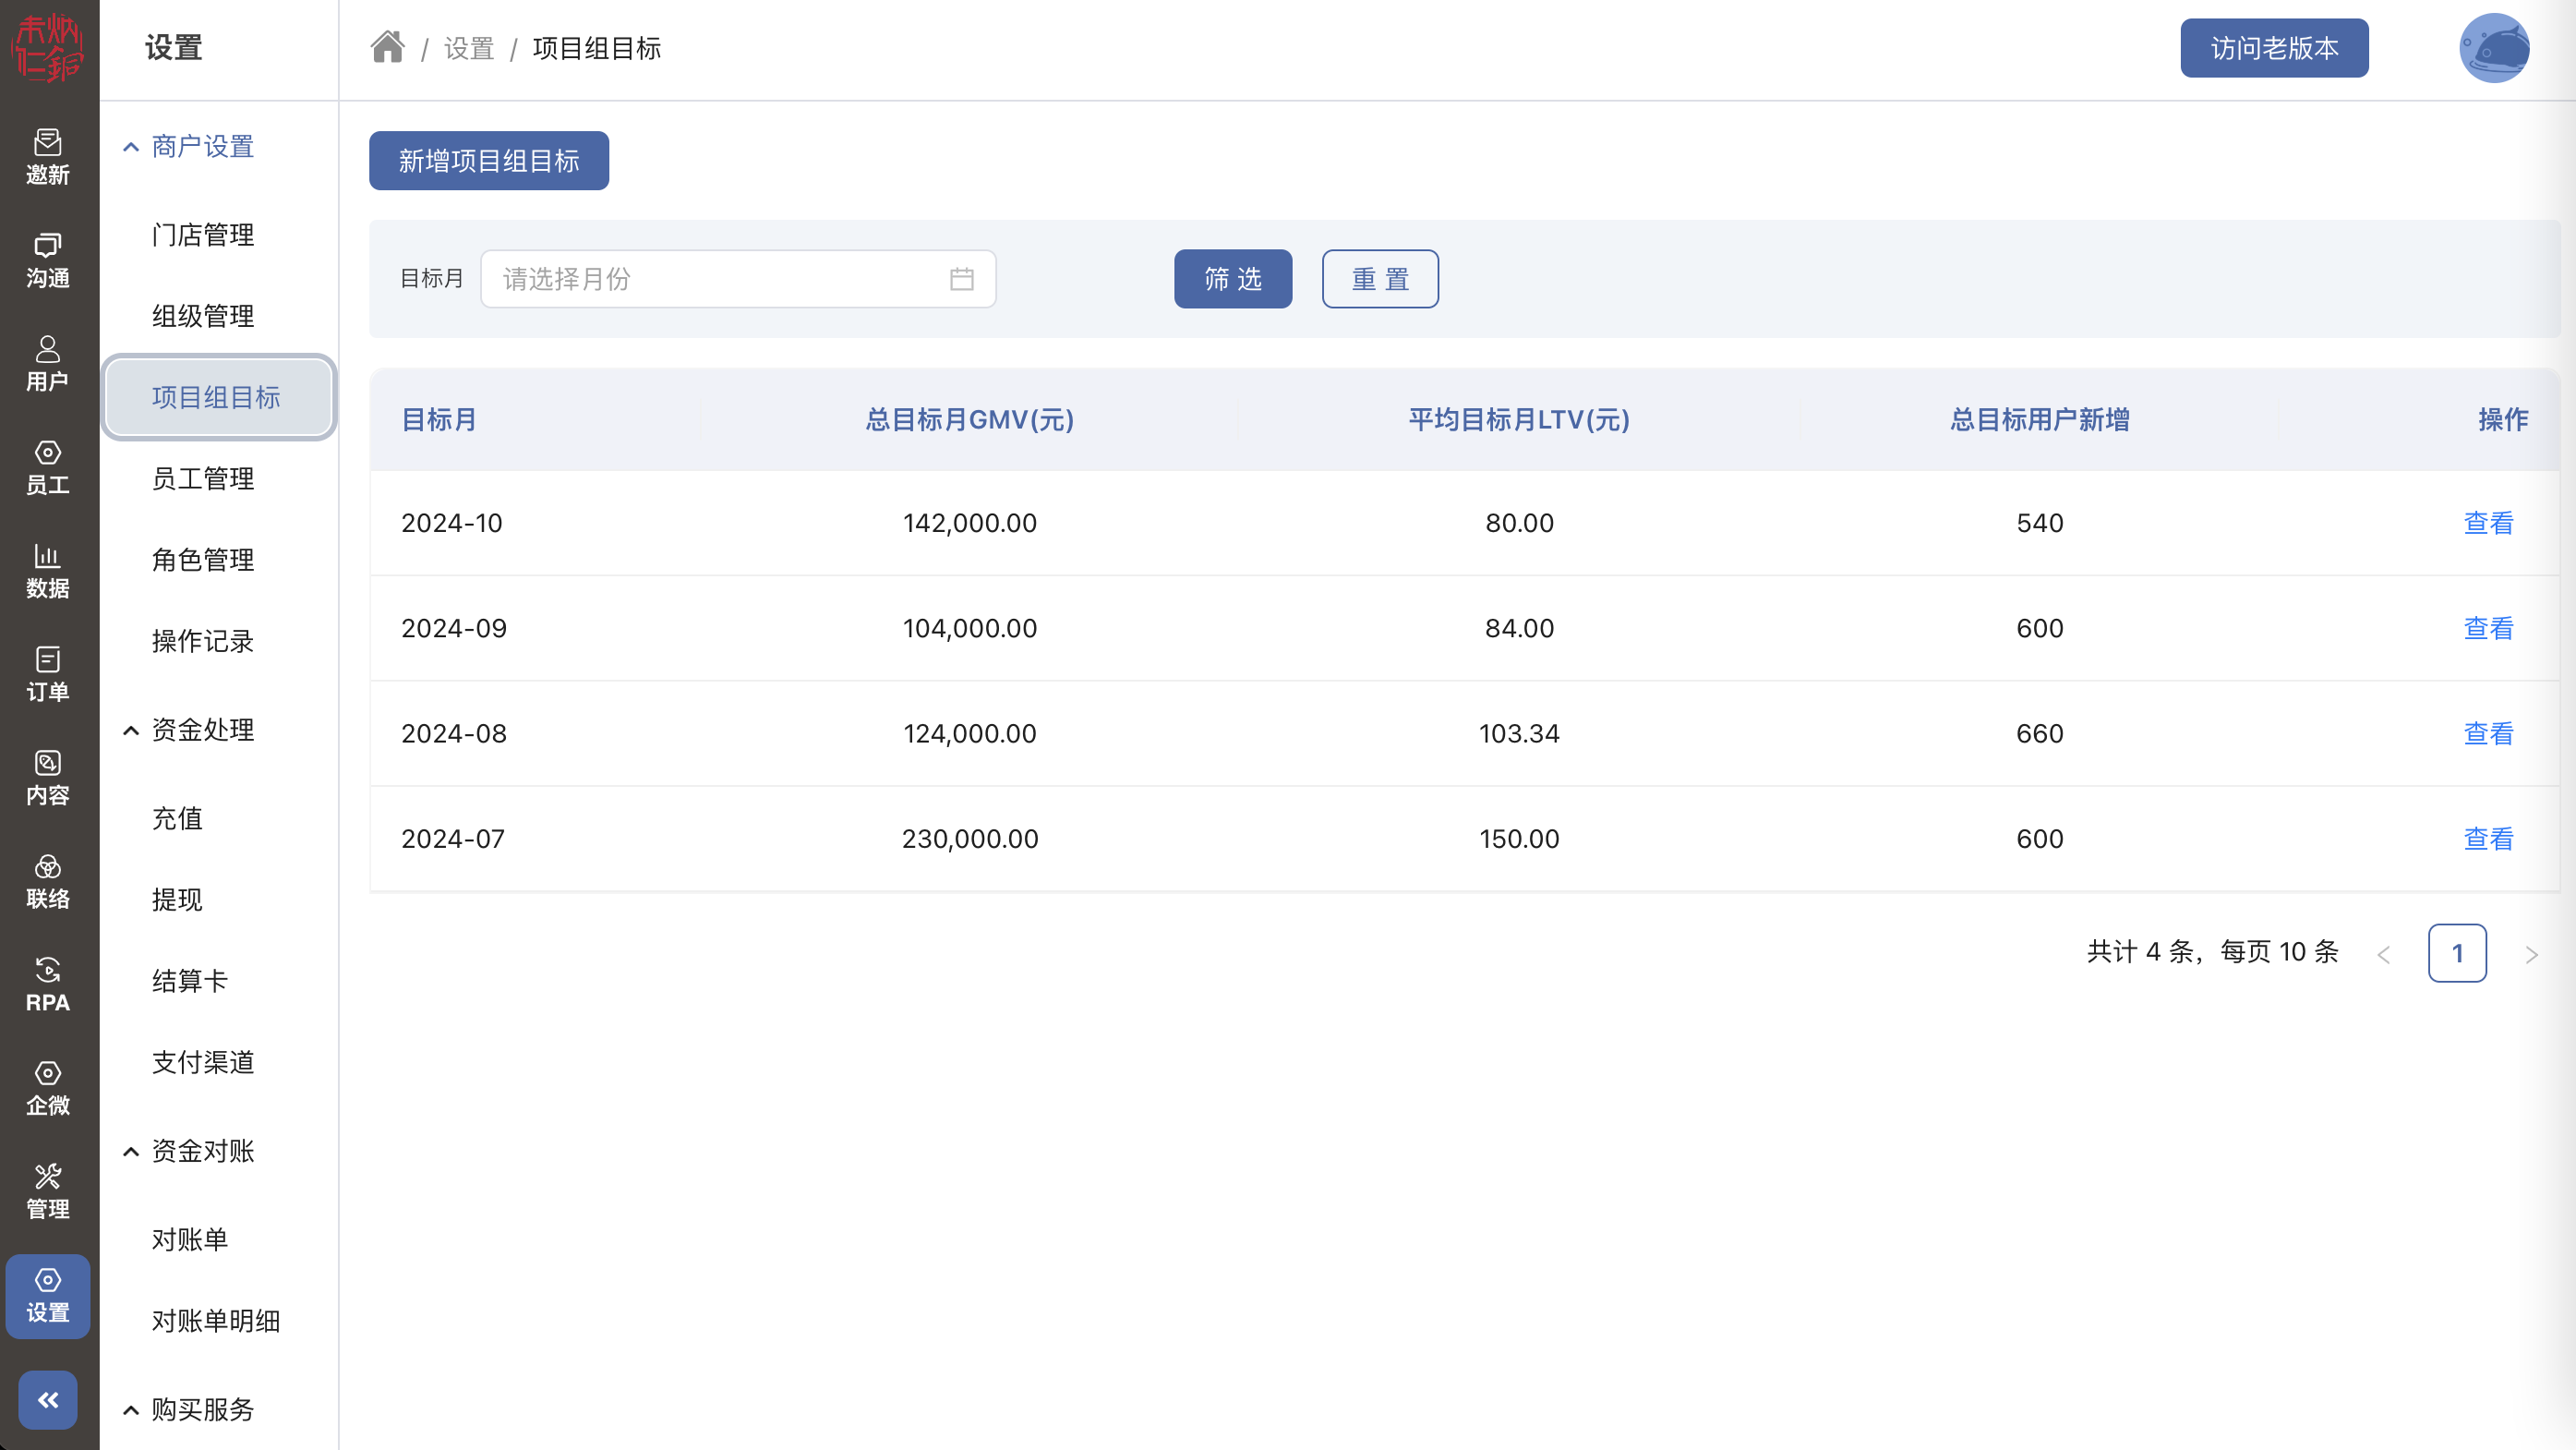 设置
/ 设置 / 项目组目标
访问老版本
邀新
沟通
用户
员工
数据
订单
内容
联络
RPA
企微
管理
设置
商户设置
门店管理
组级管理
项目组目标
员工管理
角色管理
操作记录
资金处理
充值
提现
结算卡
支付渠道
资金对账
对账单
对账单明细
购买服务
新增项目组目标
目标月 请选择月份 筛选 重置
目标月 总目标月GMV(元) 平均目标月LTV(元) 总目标用户新增 操作
2024-10 142,000.00 80.00 540 查看
2024-09 104,000.00 84.00 600 查看
2024-08 124,000.00 103.34 660 查看
2024-07 230,000.00 150.00 600 查看
共计 4 条，每页 10 条 < 1 >